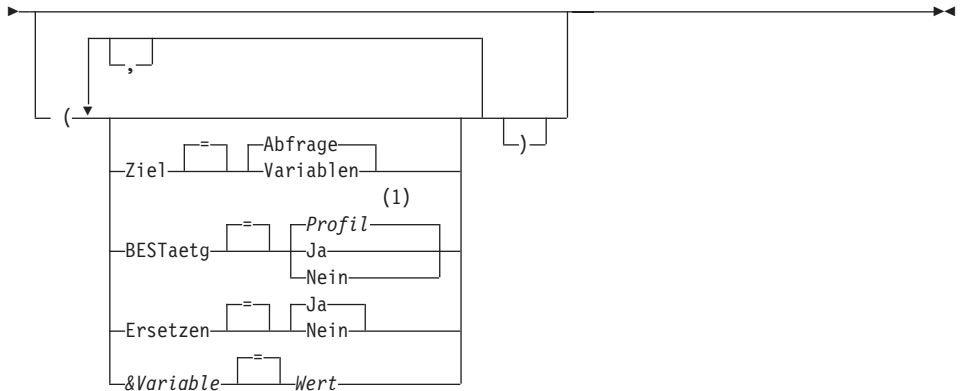 ,
(
)
Ziel = Abfrage
Variablen
(1)
BESTaetg = Profil
Ja
Nein
Ersetzen = Ja
Nein
&Variable = Wert